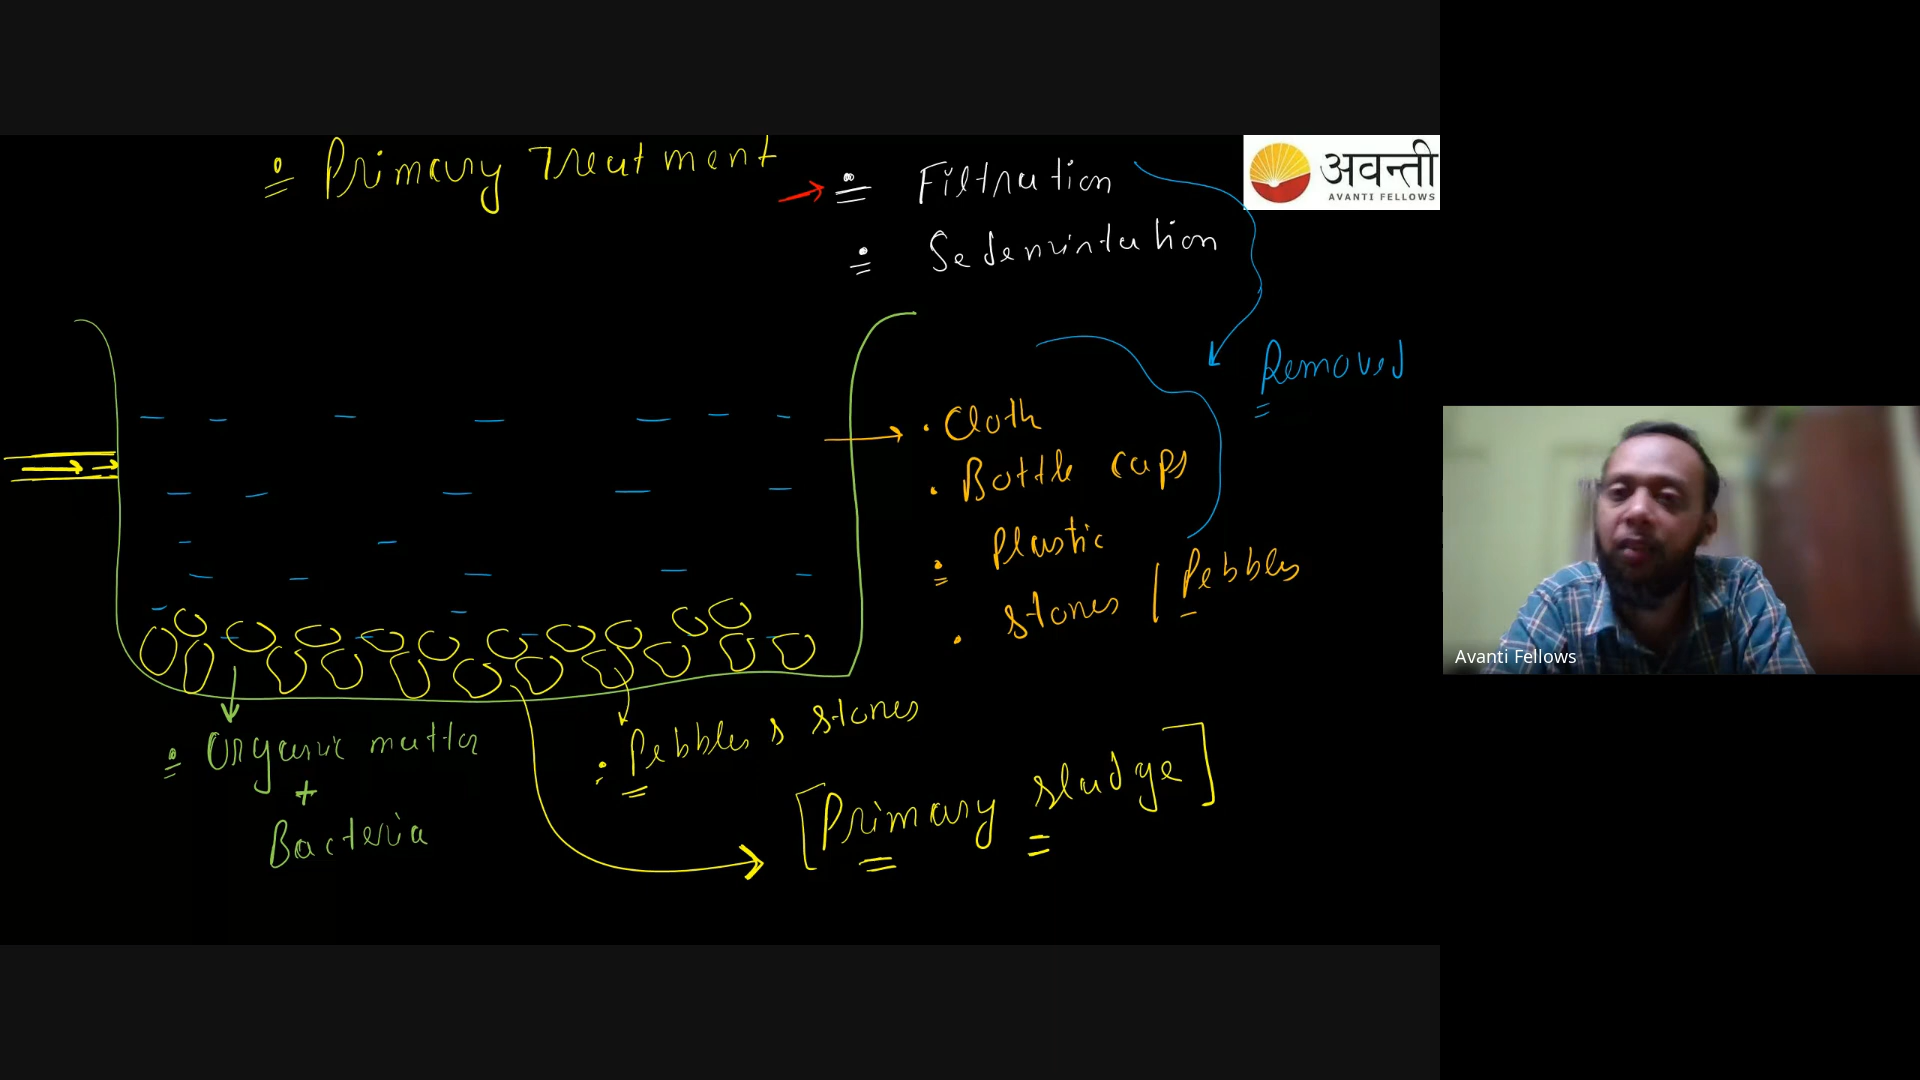 Primary Treatment
Filtration
Sedemintation
अवन्ती
AVANTI FELLOWS
Removed
Cloth
Bottle caps
Plastic
stones / Pebbles
Organic matter
+
Bacteria
Pebbles & stones
[Primary sludge]
Avanti Fellows